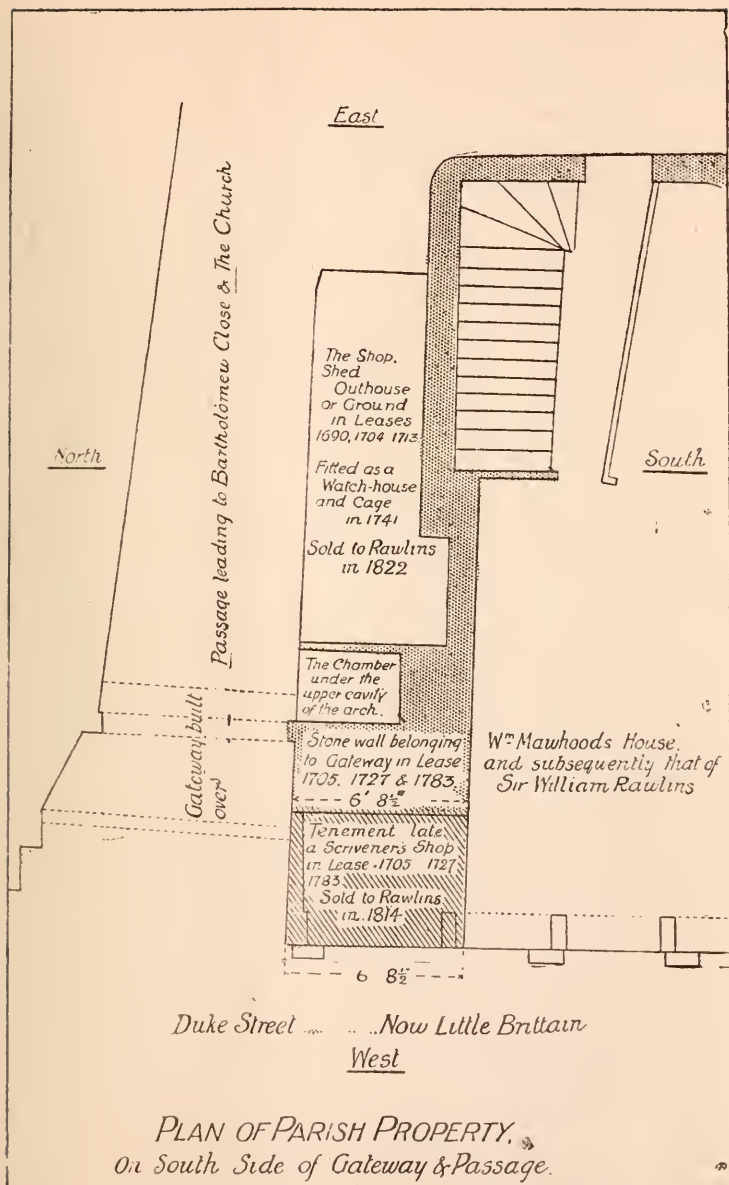 East
Passage leading to Bartholomew Close & The Church
North
The Shop.
Shed
Outhouse
or Ground
in Leases
1690, 1704 1713
Fitted as a
Watch-house
and Cage
in 1741
Sold to Rawlins
in 1822
South
The Chamber
under the
upper cavity
of the arch.
Gateway built
over
Stone wall belonging
to Gateway in Lease
1705. 1727 & 1783
6' 8½"
Wm Mawhoods House.
and subsequently that of
Sir William Rawlins
Tenement late
a Scrivener's Shop
in Lease 1705 1727
1783
Sold to Rawlins
in 1814
6 8½"
Duke Street ... ... Now Little Brittain
West
PLAN OF PARISH PROPERTY.
On South Side of Gateway & Passage.